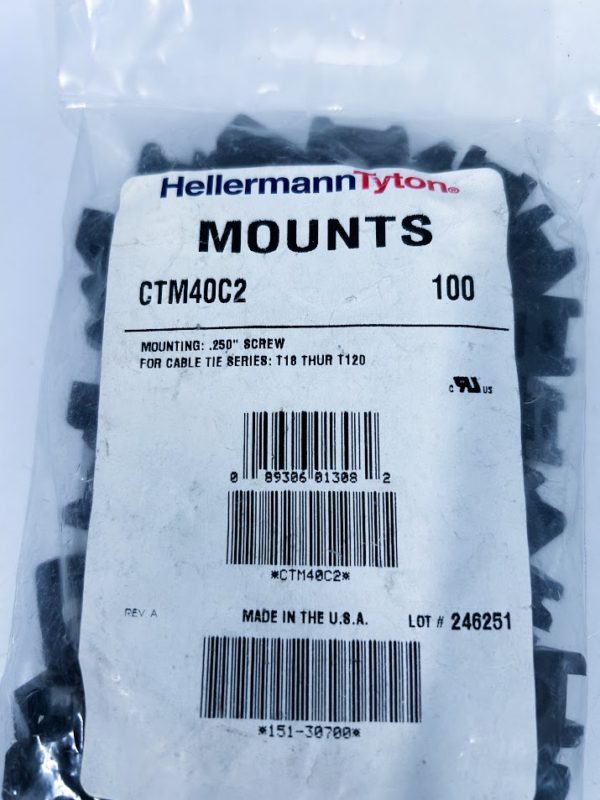 HellermannTyton®
MOUNTS
CTM40C2 100
MOUNTING: .250" SCREW
FOR CABLE TIE SERIES: T18 THUR T120
c RU US
0 89306 01308 2
*CTM40C2*
REV A MADE IN THE U.S.A. LOT # 246251
*151-30700*